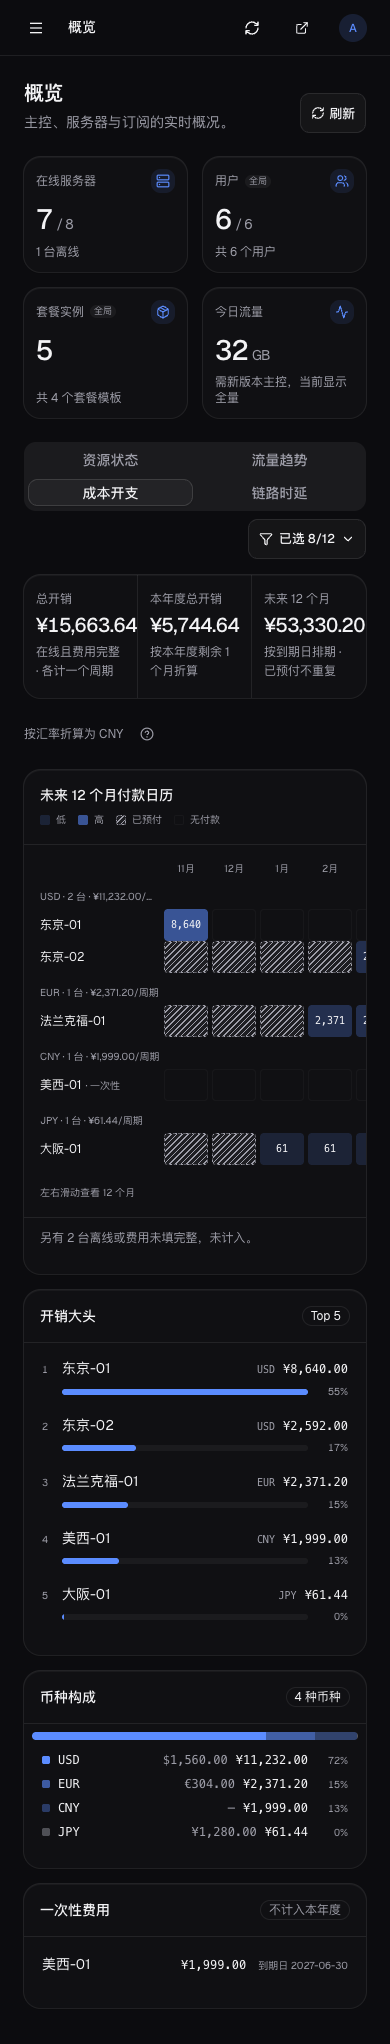 概览
A
概览
主控、服务器与订阅的实时概况。
刷新
在线服务器
7 / 8
1 台离线
用户 全局
6 / 6
共 6 个用户
套餐实例 全局
5
共 4 个套餐模板
今日流量
32 GB
需新版本主控，当前显示
全量
资源状态
流量趋势
成本开支
链路时延
已选 8/12
总开销
¥15,663.64
在线且费用完整
· 各计一个周期
本年度总开销
¥5,744.64
按本年度剩余 1
个月折算
未来 12 个月
¥53,330.20
按到期日排期 ·
已预付不重复
按汇率折算为 CNY
未来 12 个月付款日历
低 高 已预付 无付款
11月 12月 1月 2月
USD · 2 台 · ¥11,232.00/...
东京-01 8,640
东京-02 2
EUR · 1 台 · ¥2,371.20/周期
法兰克福-01 2,371 2
CNY · 1 台 · ¥1,999.00/周期
美西-01 · 一次性
JPY · 1 台 · ¥61.44/周期
大阪-01 61 61
左右滑动查看 12 个月
另有 2 台离线或费用未填完整，未计入。
开销大头 Top 5
1 东京-01 USD ¥8,640.00
55%
2 东京-02 USD ¥2,592.00
17%
3 法兰克福-01 EUR ¥2,371.20
15%
4 美西-01 CNY ¥1,999.00
13%
5 大阪-01 JPY ¥61.44
0%
币种构成 4 种币种
USD $1,560.00 ¥11,232.00 72%
EUR €304.00 ¥2,371.20 15%
CNY — ¥1,999.00 13%
JPY ¥1,280.00 ¥61.44 0%
一次性费用 不计入本年度
美西-01 ¥1,999.00 到期日 2027-06-30